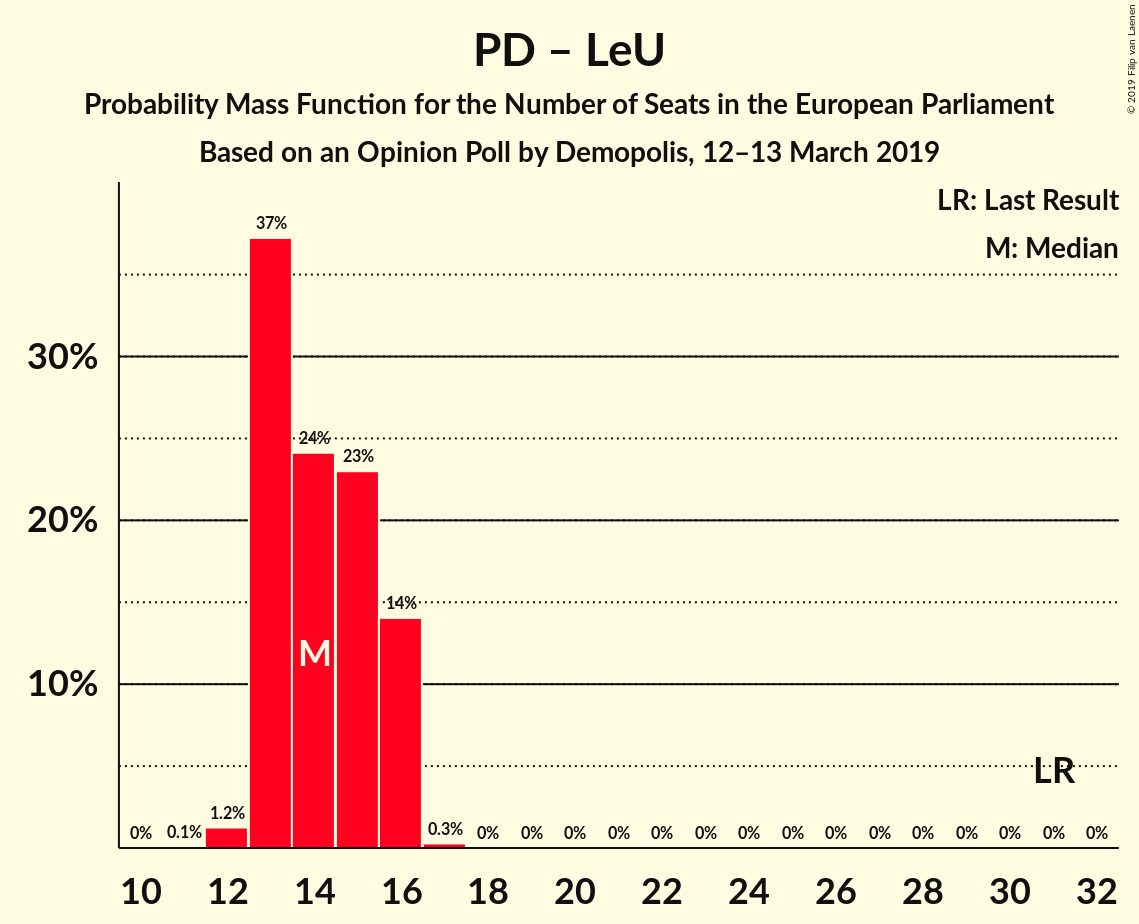 PD – LeU
Probability Mass Function for the Number of Seats in the European Parliament
Based on an Opinion Poll by Demopolis, 12–13 March 2019
© 2019 Filip van Laenen
LR: Last Result
M: Median
37%
30%
24%
23%
20%
14%
M
10%
LR
0% 0.1% 1.2% 0.3% 0% 0% 0% 0% 0% 0% 0% 0% 0% 0% 0% 0% 0% 0% 0%
10 12 14 16 18 20 22 24 26 28 30 32